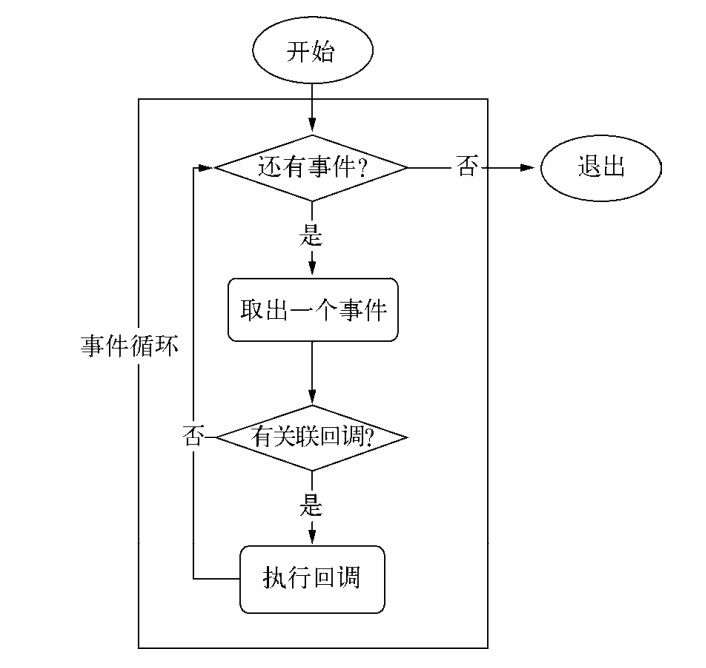 开始
还有事件?
否
退出
是
取出一个事件
事件循环
否
有关联回调?
是
执行回调